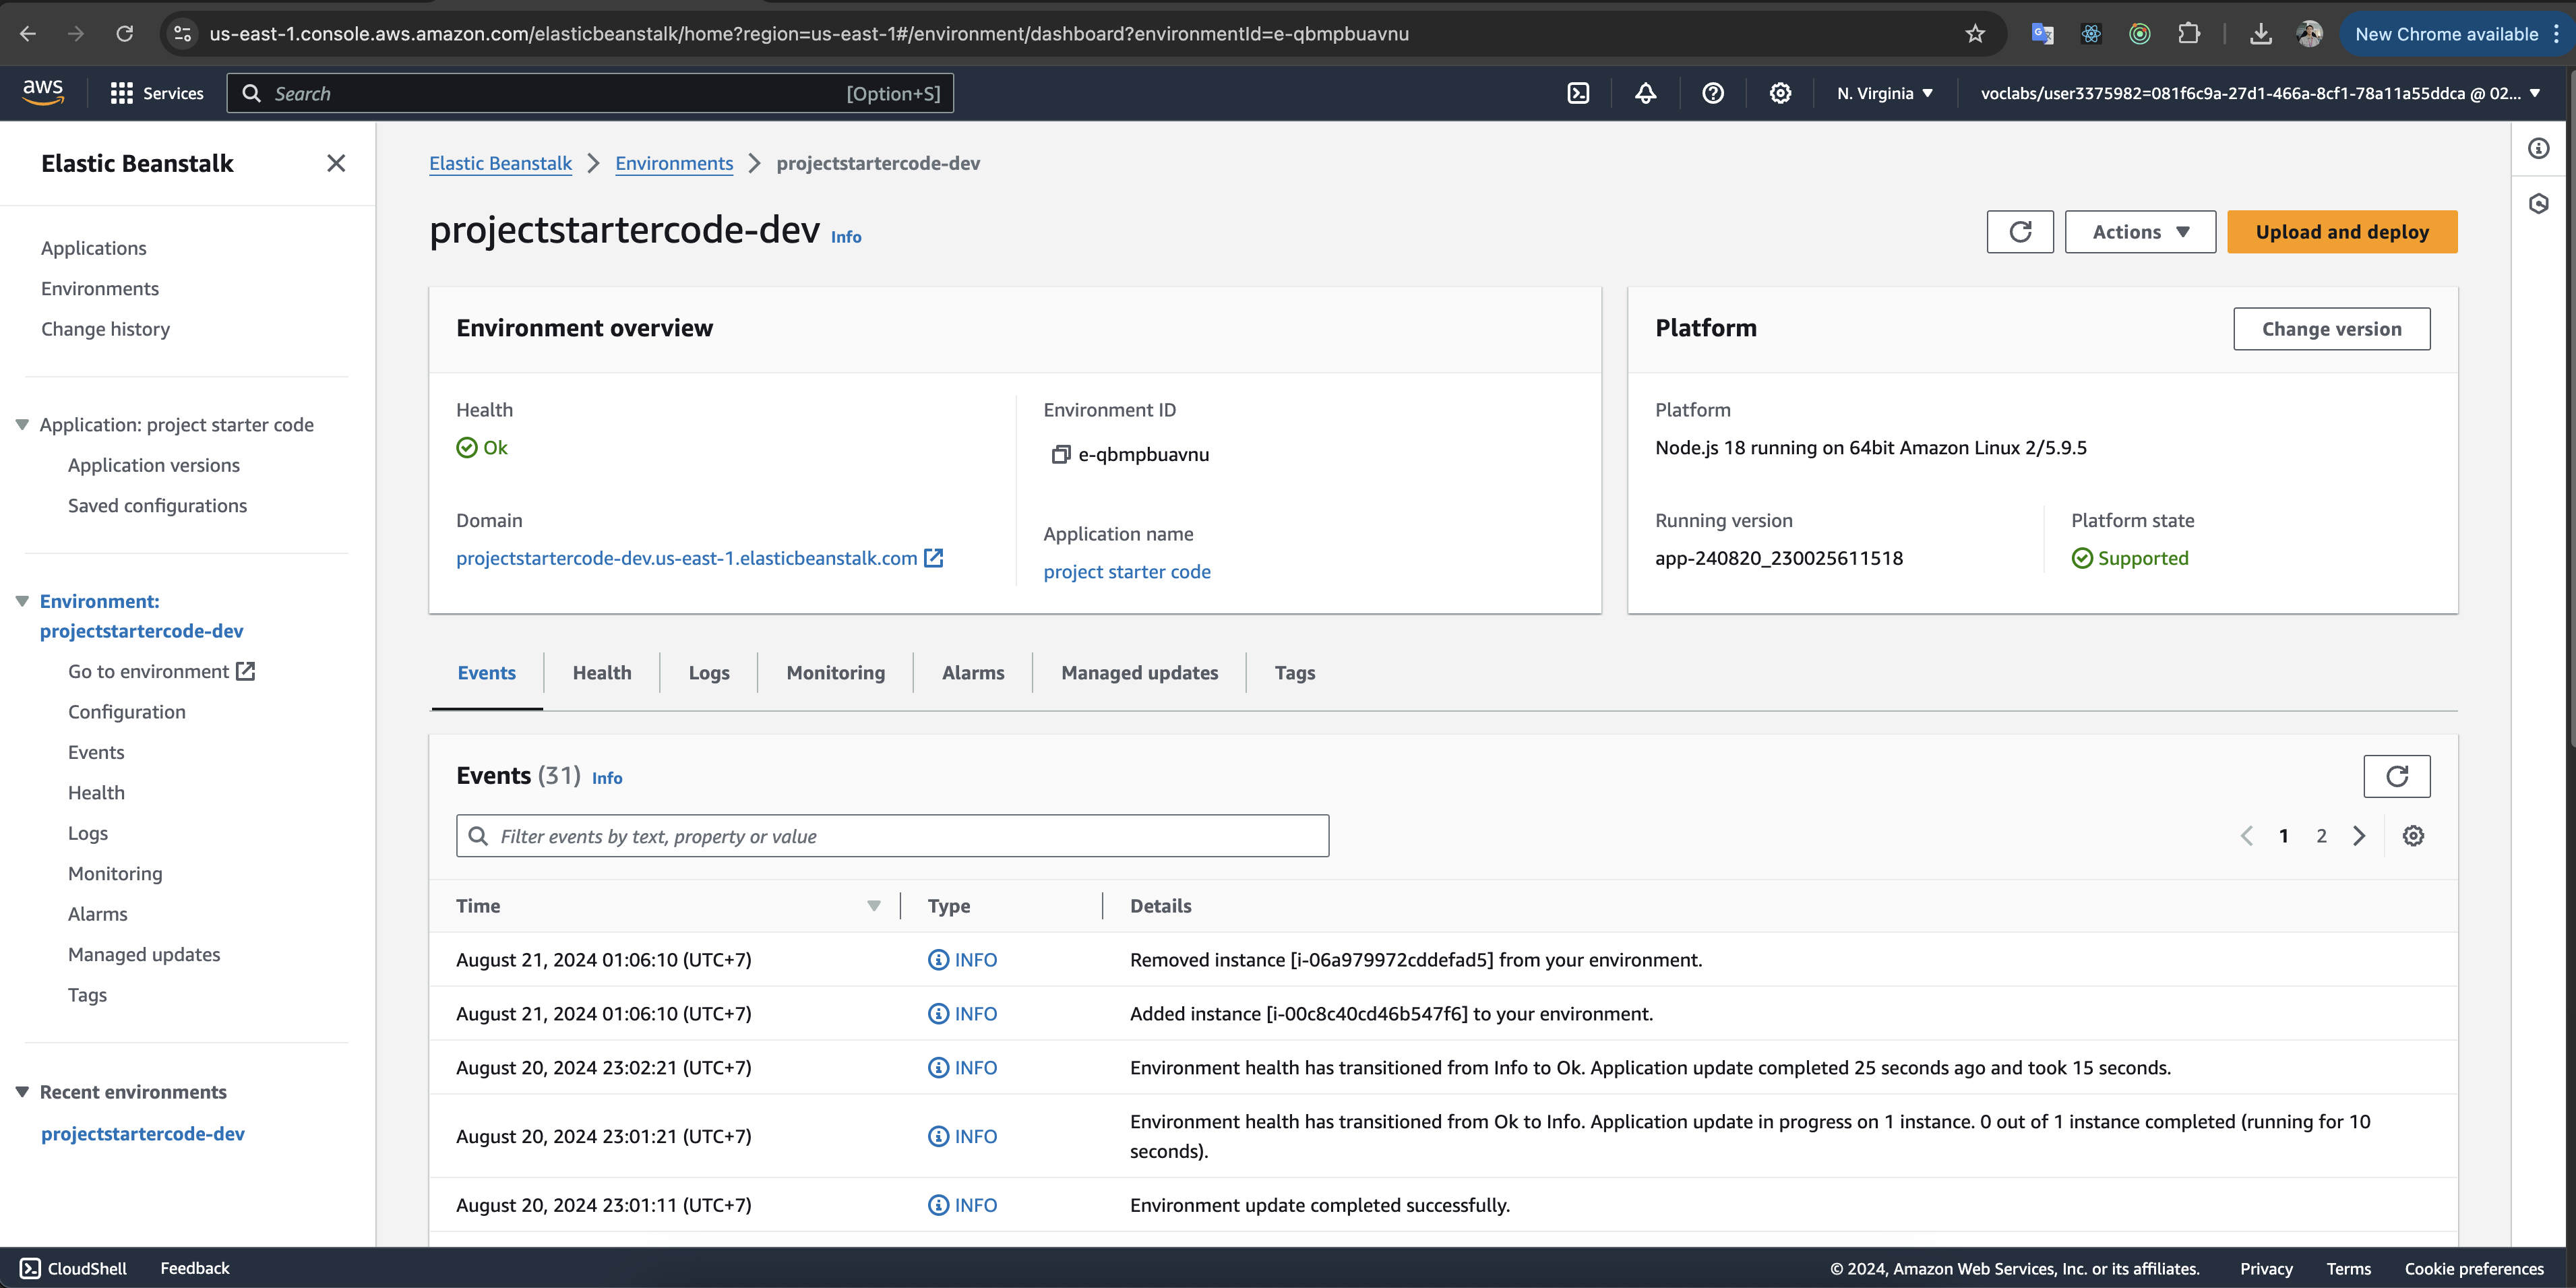 us-east-1.console.aws.amazon.com/elasticbeanstalk/home?region=us-east-1#/environment/dashboard?environmentId=e-qbmpbuavnu
New Chrome available
aws
Services
Search
[Option+S]
N. Virginia
voclabs/user3375982=081f6c9a-27d1-466a-8cf1-78a11a55ddca @ 02...
Elastic Beanstalk
Applications
Environments
Change history
Application: project starter code
Application versions
Saved configurations
Environment:
projectstartercode-dev
Go to environment
Configuration
Events
Health
Logs
Monitoring
Alarms
Managed updates
Tags
Recent environments
projectstartercode-dev
Elastic Beanstalk
Environments
projectstartercode-dev
projectstartercode-dev Info
Actions
Upload and deploy
Environment overview
Health
Ok
Environment ID
e-qbmpbuavnu
Domain
projectstartercode-dev.us-east-1.elasticbeanstalk.com
Application name
project starter code
Platform
Change version
Platform
Node.js 18 running on 64bit Amazon Linux 2/5.9.5
Running version
app-240820_230025611518
Platform state
Supported
Events
Health
Logs
Monitoring
Alarms
Managed updates
Tags
Events (31) Info
Filter events by text, property or value
1 2
Time Type Details
August 21, 2024 01:06:10 (UTC+7) INFO Removed instance [i-06a979972cddefad5] from your environment.
August 21, 2024 01:06:10 (UTC+7) INFO Added instance [i-00c8c40cd46b547f6] to your environment.
August 20, 2024 23:02:21 (UTC+7) INFO Environment health has transitioned from Info to Ok. Application update completed 25 seconds ago and took 15 seconds.
August 20, 2024 23:01:21 (UTC+7) INFO Environment health has transitioned from Ok to Info. Application update in progress on 1 instance. 0 out of 1 instance completed (running for 10
seconds).
August 20, 2024 23:01:11 (UTC+7) INFO Environment update completed successfully.
CloudShell
Feedback
© 2024, Amazon Web Services, Inc. or its affiliates.
Privacy
Terms
Cookie preferences